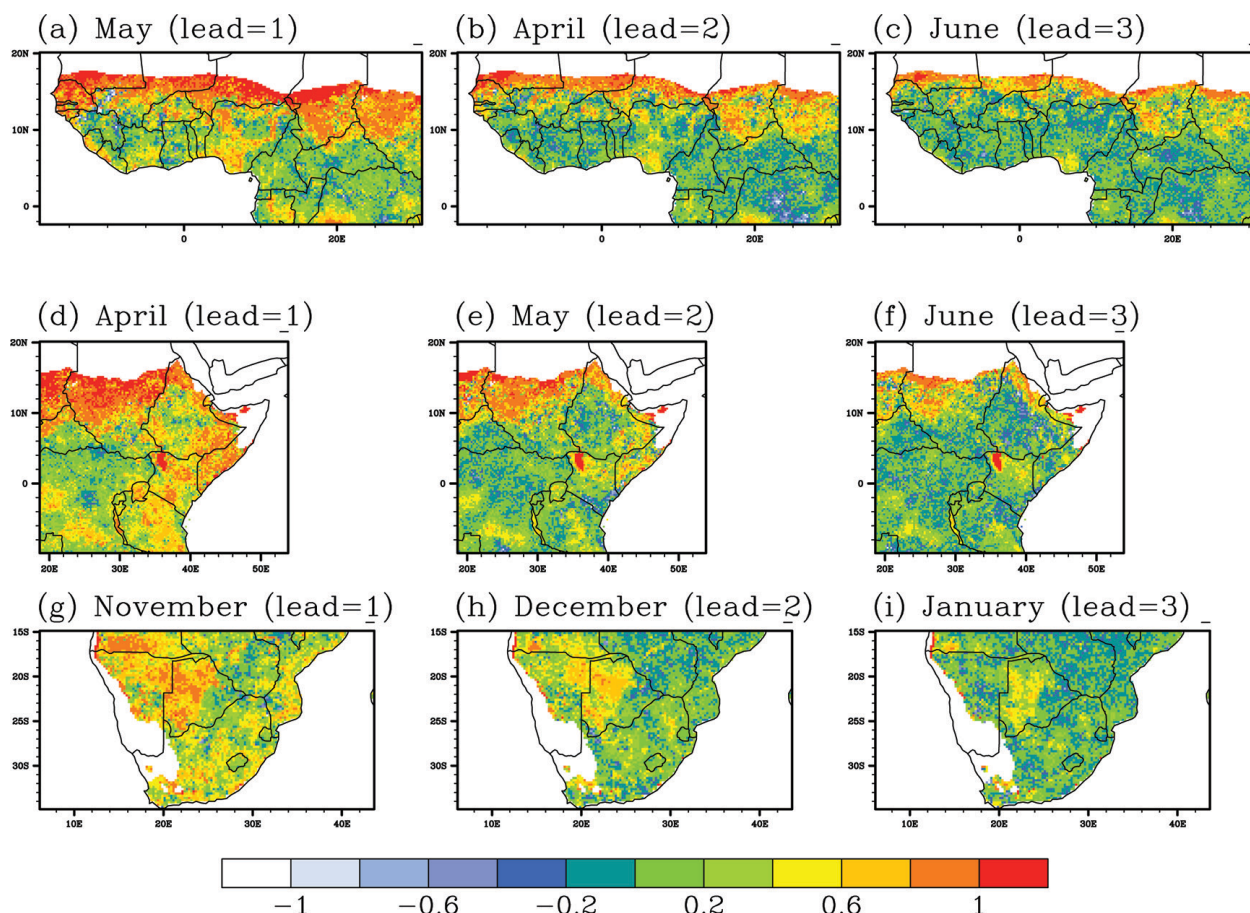 (a) May (lead=1)
(b) April (lead=2)
(c) June (lead=3)
20N
10N
0
0
20E
20N
10N
0
0
20E
20N
10N
0
0
20E
(d) April (lead=1)
(e) May (lead=2)
(f) June (lead=3)
20N
10N
0
20E
30E
40E
50E
20N
10N
0
20E
30E
40E
50E
20N
10N
0
20E
30E
40E
50E
(g) November (lead=1)
(h) December (lead=2)
(i) January (lead=3)
15S
20S
25S
30S
10E
20E
30E
40E
15S
20S
25S
30S
10E
20E
30E
40E
15S
20S
25S
30S
10E
20E
30E
40E
−1
−0.6
−0.2
0.2
0.6
1